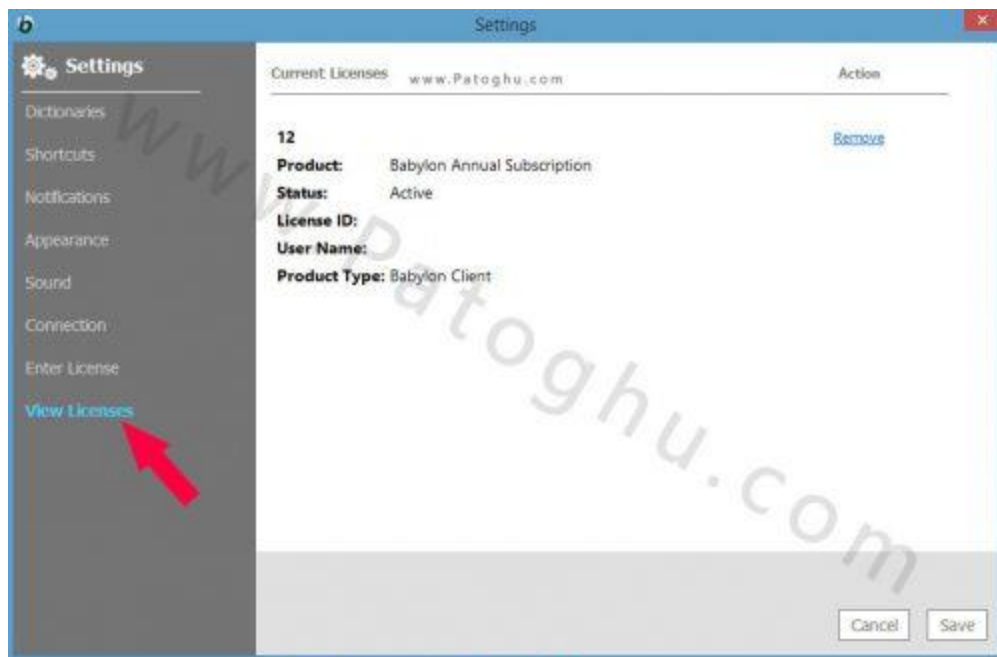 b
Settings
Settings
Dictionaries
Shortcuts
Notifications
Appearance
Sound
Connection
Enter License
View Licenses
Current Licenses www.Patoghu.com Action
12 Remove
Product: Babylon Annual Subscription
Status: Active
License ID:
User Name:
Product Type: Babylon Client
www.Patoghu.com
Cancel Save